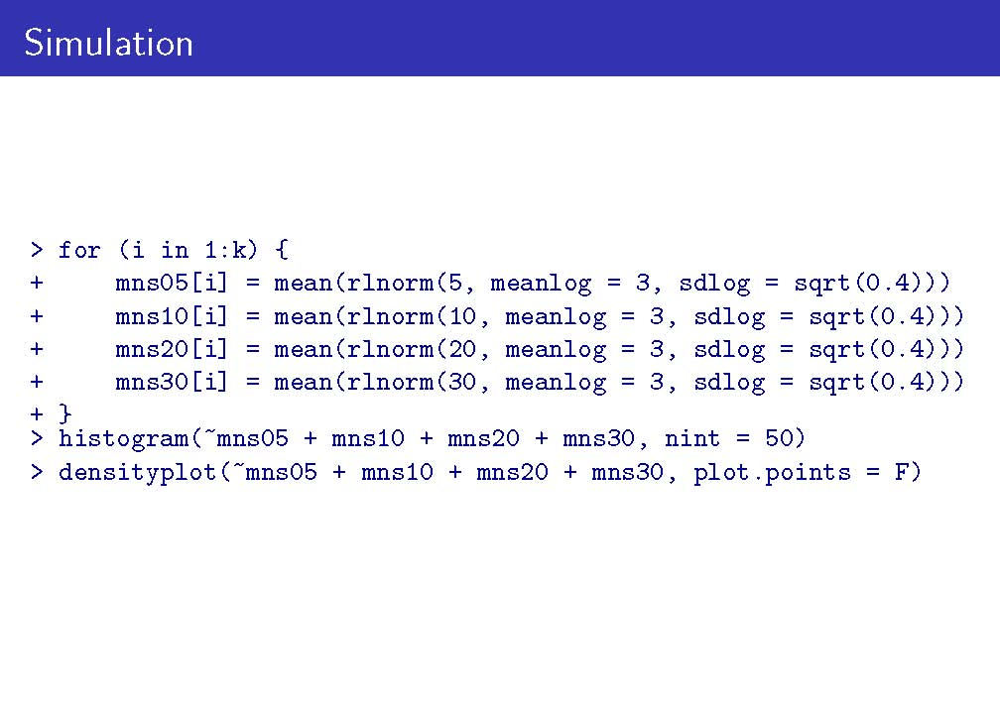 Simulation
> for (i in 1:k) {
+     mns05[i] = mean(rlnorm(5, meanlog = 3, sdlog = sqrt(0.4)))
+     mns10[i] = mean(rlnorm(10, meanlog = 3, sdlog = sqrt(0.4)))
+     mns20[i] = mean(rlnorm(20, meanlog = 3, sdlog = sqrt(0.4)))
+     mns30[i] = mean(rlnorm(30, meanlog = 3, sdlog = sqrt(0.4)))
+ }
> histogram(~mns05 + mns10 + mns20 + mns30, nint = 50)
> densityplot(~mns05 + mns10 + mns20 + mns30, plot.points = F)